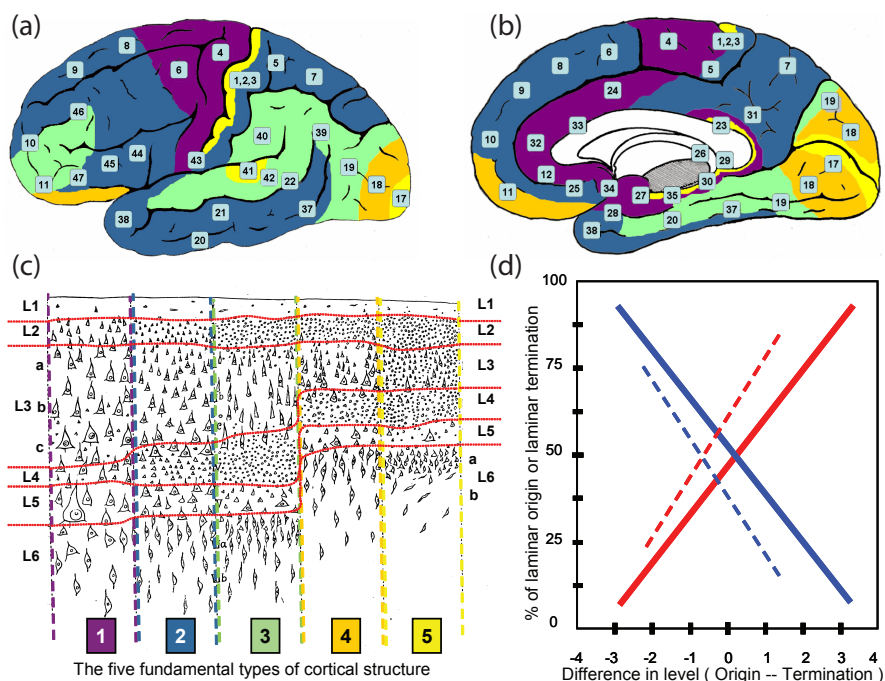 (a)
8
4
9
6
1,2,3
5
7
46
40
39
10
43
44
45
41
42
22
19
11
47
18
17
21
37
38
20
(b)
4
1,2,3
6
5
8
7
9
24
31
19
33
23
18
10
32
26
29
17
12
30
18
11
25
34
27
35
19
28
20
37
38
(c)
L1
L2
a
L3 b
c
L4
L5
L6
L1
L2
L3
L4
L5
a
L6
b
c
c
a
b
1
2
3
4
5
The five fundamental types of cortical structure
(d)
% of laminar origin or laminar termination
100
75
50
25
0
-4 -3 -2 -1 0 1 2 3 4
Difference in level ( Origin -- Termination )